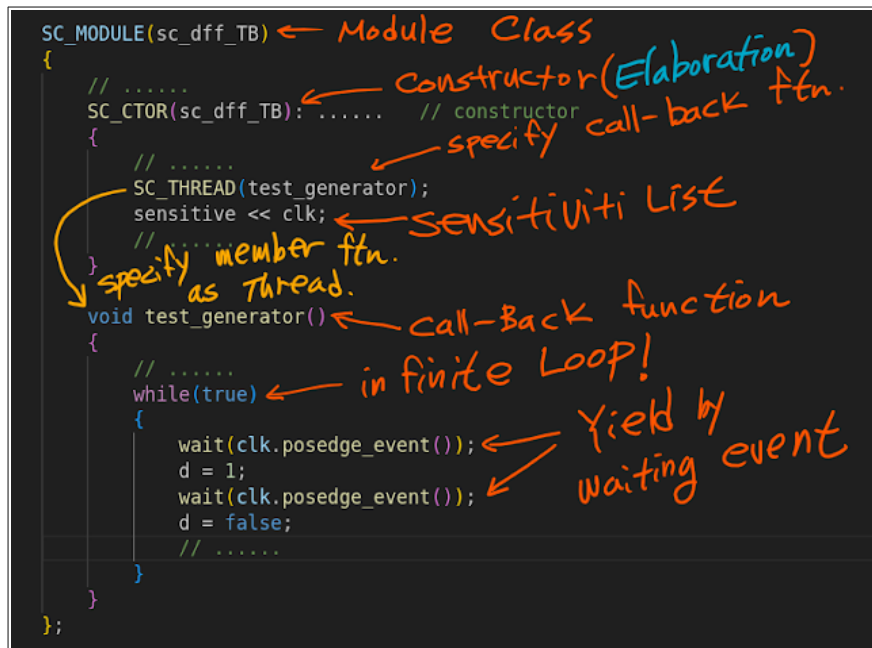 SC_MODULE(sc_dff_TB) ← Module Class
{
// ......
Constructor(Elaboration)
SC_CTOR(sc_dff_TB): ...... // constructor
{
specify call-back ftn.
// ......
SC_THREAD(test_generator);
sensitive << clk; ← Sensitiviti List
// ......
}
specify member ftn.
as Thread.
void test_generator() ← Call-Back function
{
// ......
while(true) ← infinite Loop!
{
wait(clk.posedge_event());
d = 1;
wait(clk.posedge_event());
d = false;
// ......
Yield by
waiting event
}
}
};